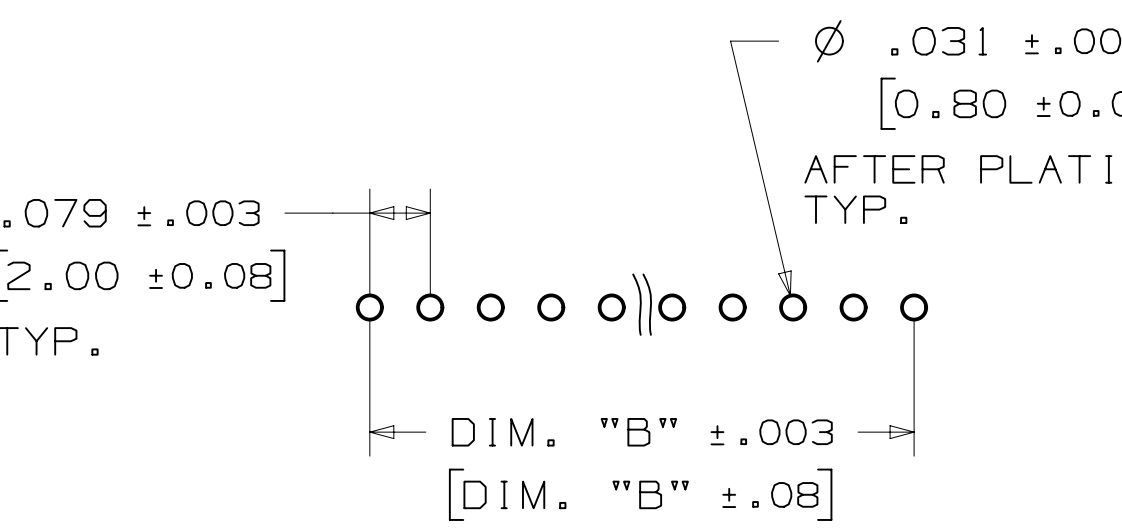 Ø .031 ±.00
[0.80 ±0.0
AFTER PLATI
TYP.
.079 ±.003
[2.00 ±0.08]
TYP.
DIM. "B" ±.003
[DIM. "B" ±.08]